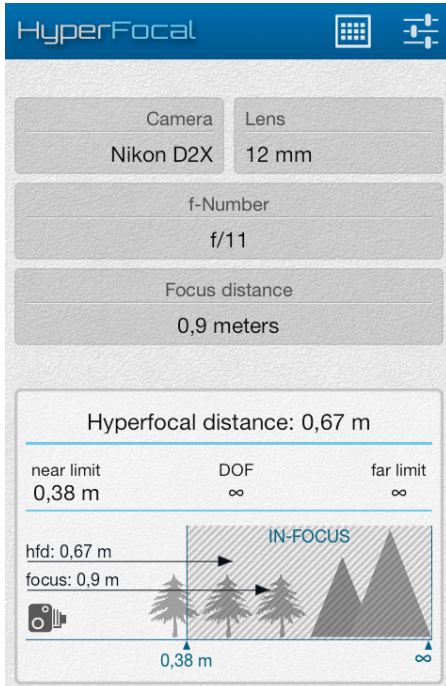 HyperFocal
Camera Lens
Nikon D2X 12 mm
f-Number
f/11
Focus distance
0,9 meters
Hyperfocal distance: 0,67 m
near limit DOF far limit
0,38 m ∞ ∞
IN-FOCUS
hfd: 0,67 m
focus: 0,9 m
0,38 m ∞